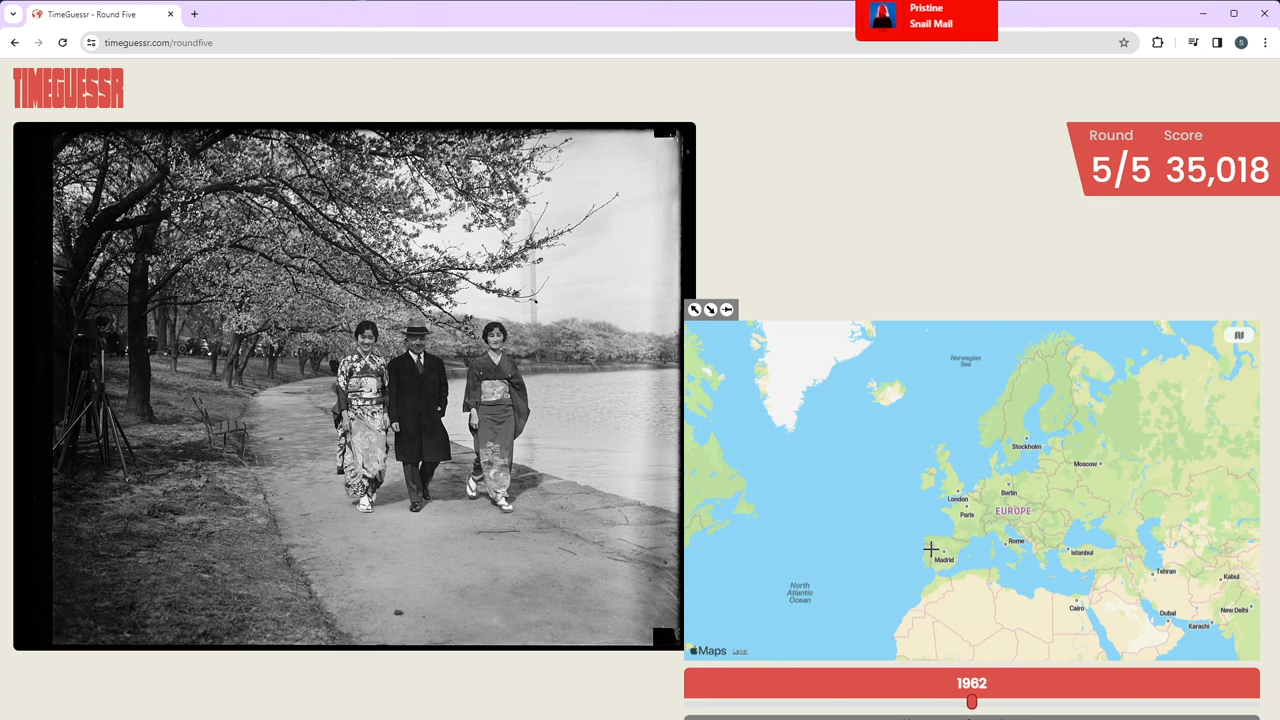 TimeGuessr - Round Five
Pristine
Snail Mail
timeguessr.com/roundfive
S
TIMEGUESSR
Round Score
5/5 35,018
Norwegian
Sea
Stockholm
Moscow
London
Berlin
Paris
EUROPE
Rome
Istanbul
Madrid
Tehran
Kabul
North
Atlantic
Ocean
Cairo
Dubai
New Delhi
Karachi
Maps Legal
1962